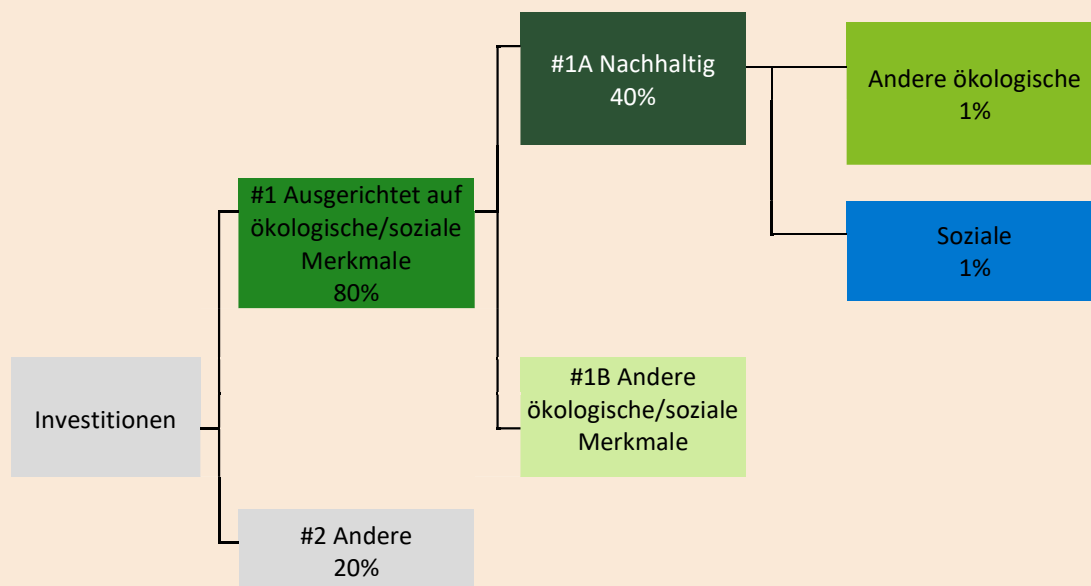 #1A Nachhaltig
40%
Andere ökologische
1%
#1 Ausgerichtet auf
ökologische/soziale
Merkmale
80%
Soziale
1%
Investitionen
#1B Andere
ökologische/soziale
Merkmale
#2 Andere
20%